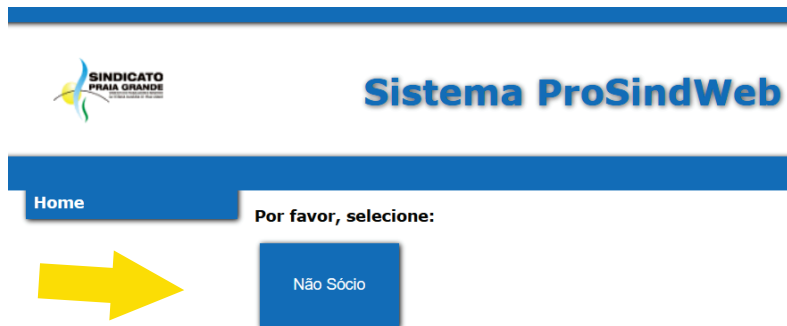 SINDICATO
PRAIA GRANDE
Sistema ProSindWeb
Home
Por favor, selecione:
Não Sócio